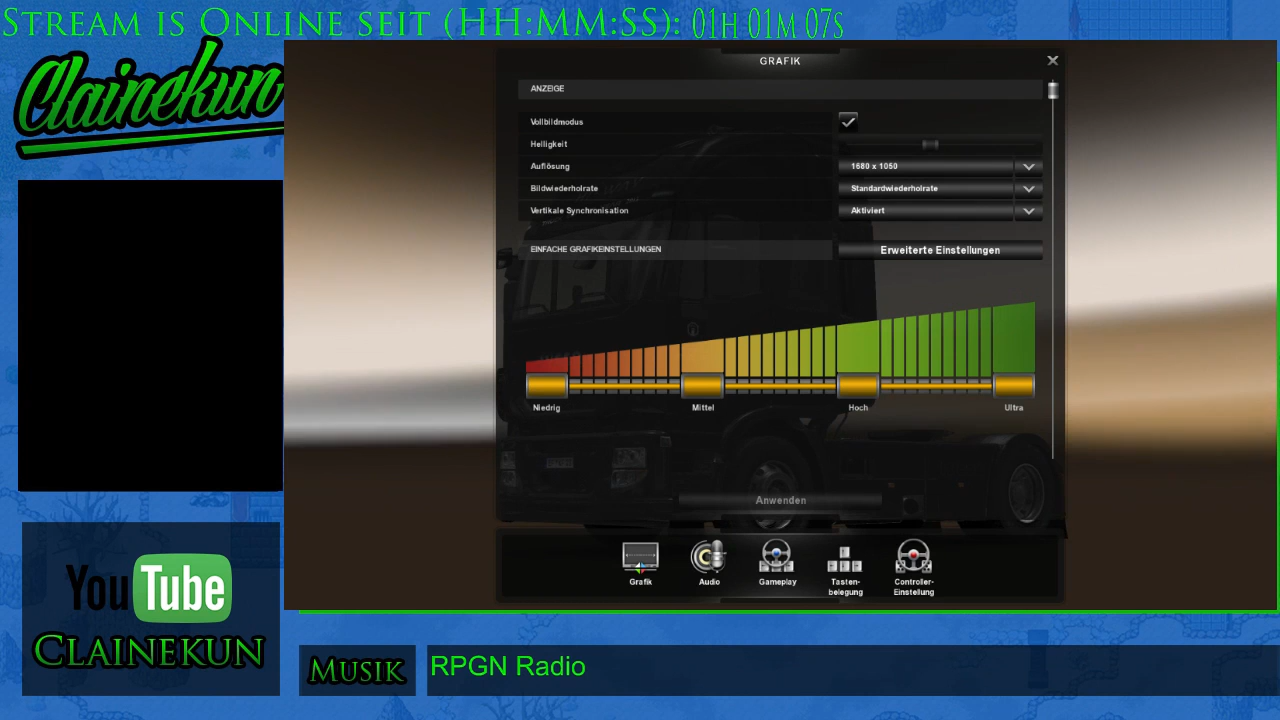 Stream is Online seit (HH:MM:SS): 01h 01m 07s
Clainekun
GRAFIK
ANZEIGE
Vollbildmodus
Helligkeit
Auflösung 1680 x 1050
Bildwiederholrate Standardwiederholrate
Vertikale Synchronisation Aktiviert
EINFACHE GRAFIKEINSTELLUNGEN Erweiterte Einstellungen
Niedrig Mittel Hoch Ultra
Anwenden
Grafik Audio Gameplay Tasten-
belegung Controller-
Einstellung
YouTube
Clainekun
Musik RPGN Radio